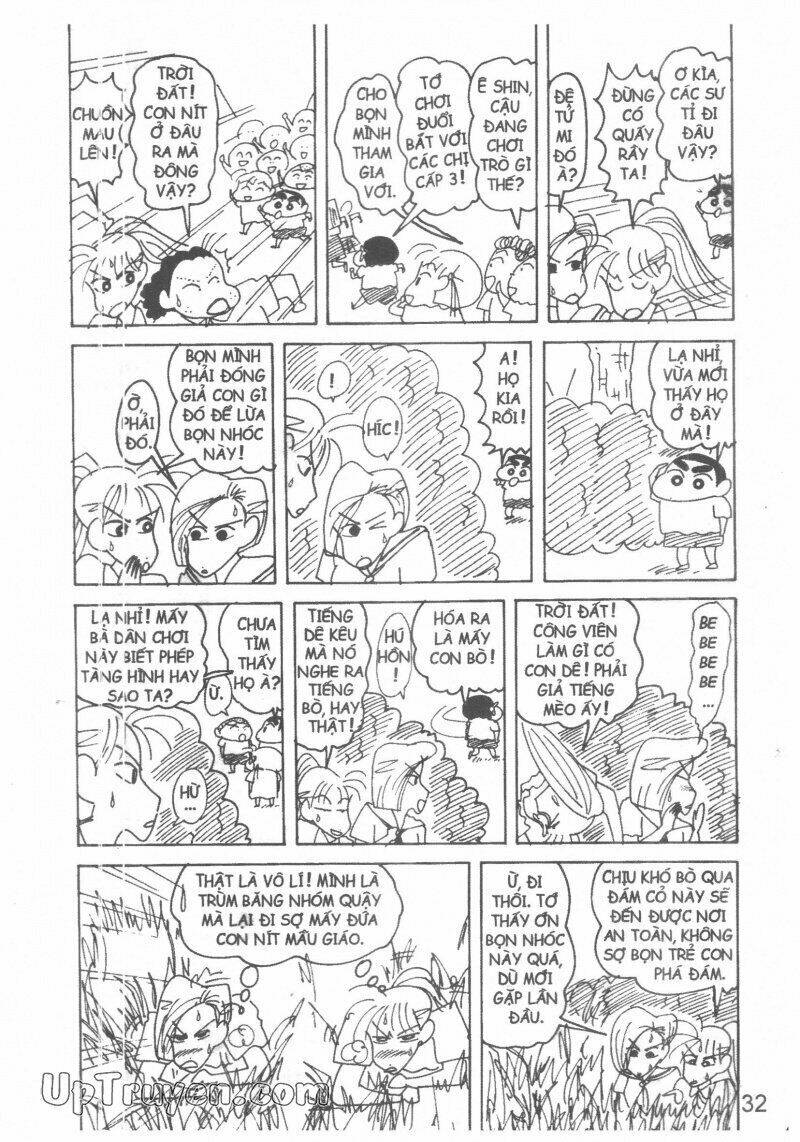 Ơ KÌA,
CÁC SƯ
TỈ ĐI
ĐÂU
VẬY?
ĐỪNG
CÓ
QUẤY
RẦY
TA!
ĐỆ
TỬ
MI
ĐÓ
À?
Ê SHIN,
CẬU
ĐANG
CHƠI
TRÒ GÌ
THẾ?
TỚ
CHƠI
ĐUỔI
BẮT VỚI
CÁC CHỊ
CẤP 3!
CHO
BỌN
MÌNH
THAM
GIA
VỚI.
TRỜI
ĐẤT!
CON NÍT
Ở ĐÂU
RA MÀ
ĐÔNG
VẬY?
CHUỒN
MAU
LÊN!
LẠ NHỈ,
VỪA MỚI
THẤY HỌ
Ở ĐÂY
MÀ!
A!
HỌ
KIA
RỒI!
!
HÍC!
BỌN MÌNH
PHẢI ĐÓNG
GIẢ CON GÌ
ĐÓ ĐỂ LỪA
BỌN NHÓC
NÀY!
Ờ,
PHẢI
ĐÓ.
BE
BE
BE
BE
...
TRỜI ĐẤT!
CÔNG VIÊN
LÀM GÌ CÓ
CON DÊ! PHẢI
GIẢ TIẾNG
MÈO ẤY!
HÓA RA
LÀ MẤY
CON BÒ!
HÚ
HỒN!
TIẾNG
DÊ KÊU
MÀ NÓ
NGHE RA
TIẾNG
BÒ, HAY
THẬT!
CHƯA
TÌM
THẤY
HỌ À?
Ừ.
LẠ NHỈ! MẤY
BÀ DÂN CHƠI
NÀY BIẾT PHÉP
TÀNG HÌNH HAY
SAO TA?
HỪ
...
CHỊU KHÓ BÒ QUA
ĐÁM CỎ NÀY SẼ
ĐẾN ĐƯỢC NƠI
AN TOÀN, KHÔNG
SỢ BỌN TRẺ CON
PHÁ ĐÁM.
Ừ, ĐI
THÔI. TỚ
THẤY ỚN
BỌN NHÓC
NÀY QUÁ,
DÙ MỚI
GẶP LẦN
ĐẦU.
THẬT LÀ VÔ LÍ! MÌNH LÀ
TRÙM BĂNG NHÓM QUẬY
MÀ LẠI ĐI SỢ MẤY ĐỨA
CON NÍT MẪU GIÁO.
UpTruyen.com
32